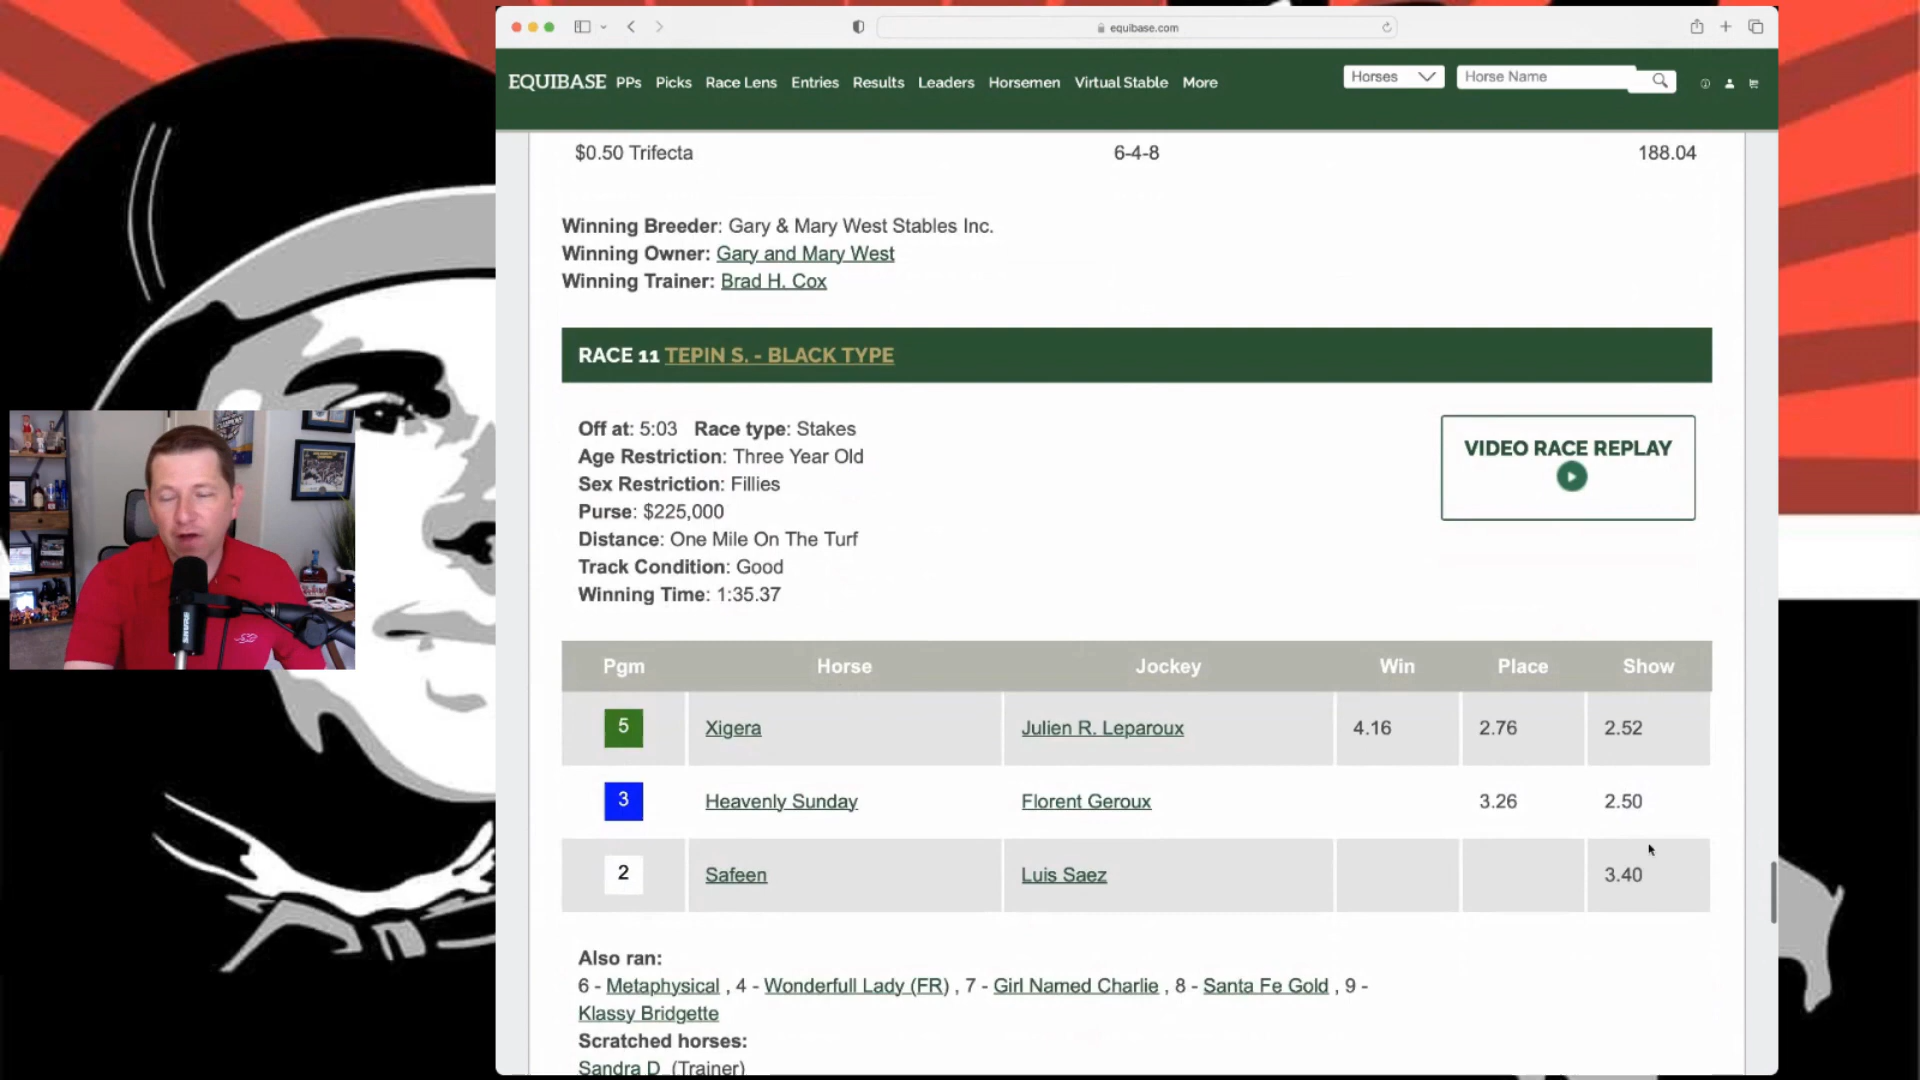 equibase.com
EQUIBASE PPs Picks Race Lens Entries Results Leaders Horsemen Virtual Stable More Horses Horse Name
$0.50 Trifecta 6-4-8 188.04
Winning Breeder: Gary & Mary West Stables Inc.
Winning Owner: Gary and Mary West
Winning Trainer: Brad H. Cox
RACE 11 TEPIN S. - BLACK TYPE
Off at: 5:03 Race type: Stakes
Age Restriction: Three Year Old
Sex Restriction: Fillies
Purse: $225,000
Distance: One Mile On The Turf
Track Condition: Good
Winning Time: 1:35.37
VIDEO RACE REPLAY
Pgm Horse Jockey Win Place Show
5 Xigera Julien R. Leparoux 4.16 2.76 2.52
3 Heavenly Sunday Florent Geroux 3.26 2.50
2 Safeen Luis Saez 3.40
Also ran:
6 - Metaphysical , 4 - Wonderfull Lady (FR) , 7 - Girl Named Charlie , 8 - Santa Fe Gold , 9 -
Klassy Bridgette
Scratched horses:
Sandra D (Trainer)
SHURE